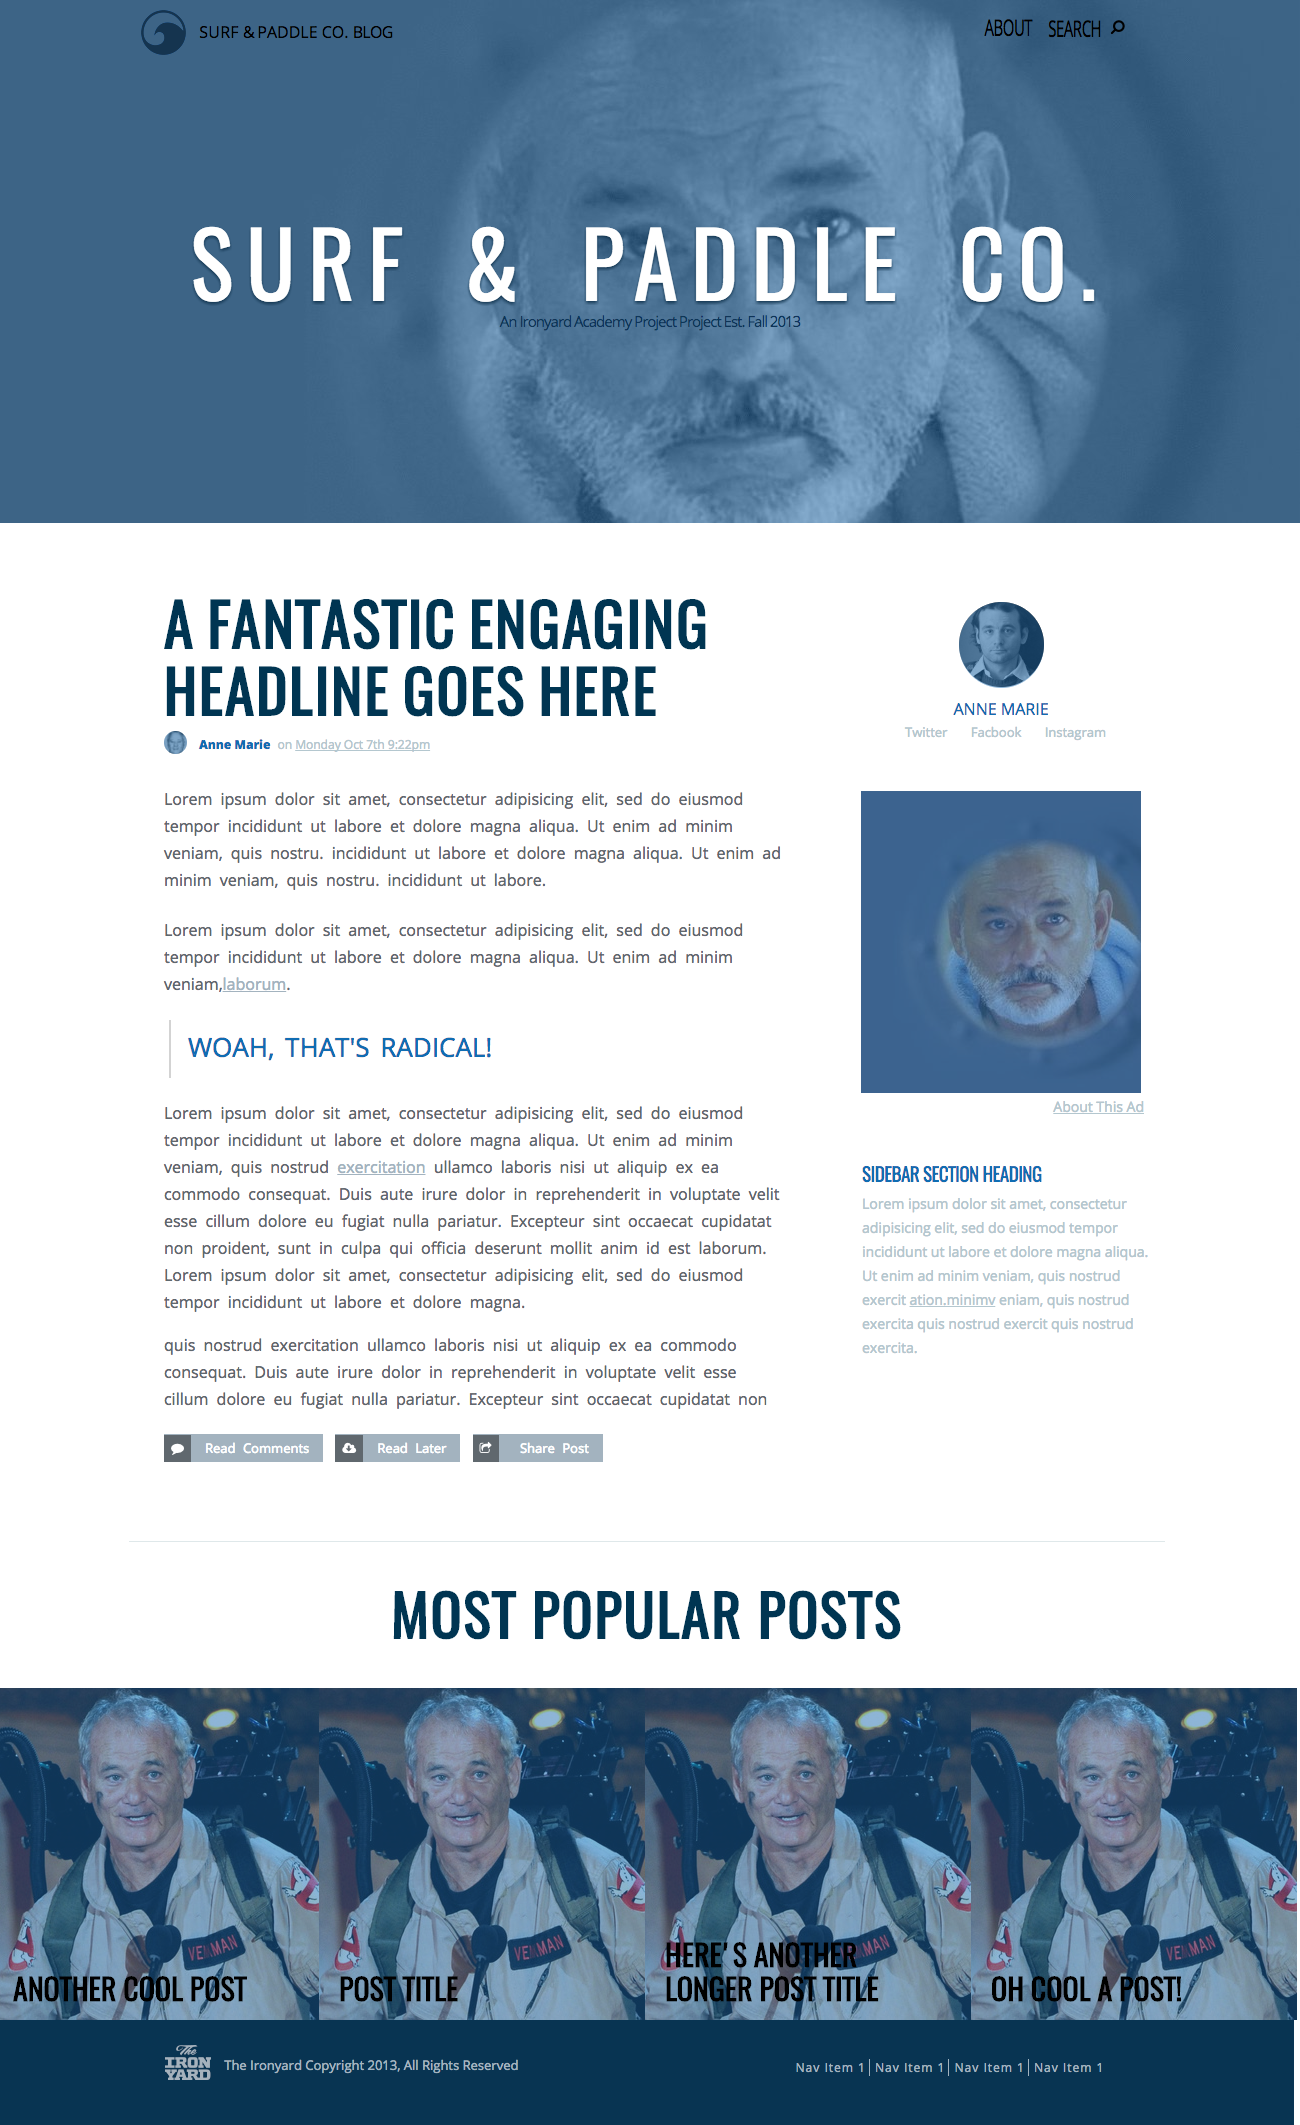 SURF & PADDLE CO. BLOG
ABOUT SEARCH
SURF & PADDLE CO.
An Ironyard Academy Project Project Est. Fall 2013
A FANTASTIC ENGAGING
HEADLINE GOES HERE
Anne Marie on Monday Oct 7th 9:22pm
Lorem ipsum dolor sit amet, consectetur adipisicing elit, sed do eiusmod
tempor incididunt ut labore et dolore magna aliqua. Ut enim ad minim
veniam, quis nostru. incididunt ut labore et dolore magna aliqua. Ut enim ad
minim veniam, quis nostru. incididunt ut labore.
Lorem ipsum dolor sit amet, consectetur adipisicing elit, sed do eiusmod
tempor incididunt ut labore et dolore magna aliqua. Ut enim ad minim
veniam,laborum.
WOAH, THAT'S RADICAL!
Lorem ipsum dolor sit amet, consectetur adipisicing elit, sed do eiusmod
tempor incididunt ut labore et dolore magna aliqua. Ut enim ad minim
veniam, quis nostrud exercitation ullamco laboris nisi ut aliquip ex ea
commodo consequat. Duis aute irure dolor in reprehenderit in voluptate velit
esse cillum dolore eu fugiat nulla pariatur. Excepteur sint occaecat cupidatat
non proident, sunt in culpa qui officia deserunt mollit anim id est laborum.
Lorem ipsum dolor sit amet, consectetur adipisicing elit, sed do eiusmod
tempor incididunt ut labore et dolore magna.
quis nostrud exercitation ullamco laboris nisi ut aliquip ex ea commodo
consequat. Duis aute irure dolor in reprehenderit in voluptate velit esse
cillum dolore eu fugiat nulla pariatur. Excepteur sint occaecat cupidatat non
Read Comments
Read Later
Share Post
ANNE MARIE
Twitter Facbook Instagram
About This Ad
SIDEBAR SECTION HEADING
Lorem ipsum dolor sit amet, consectetur
adipisicing elit, sed do eiusmod tempor
incididunt ut labore et dolore magna aliqua.
Ut enim ad minim veniam, quis nostrud
exercit ation.minimv eniam, quis nostrud
exercita quis nostrud exercit quis nostrud
exercita.
MOST POPULAR POSTS
VENKMAN
ANOTHER COOL POST
VENKMAN
POST TITLE
MAN
HERE'S ANOTHER
LONGER POST TITLE
VENKMAN
OH COOL A POST!
The
IRON
YARD
The Ironyard Copyright 2013, All Rights Reserved
Nav Item 1 | Nav Item 1 | Nav Item 1 | Nav Item 1